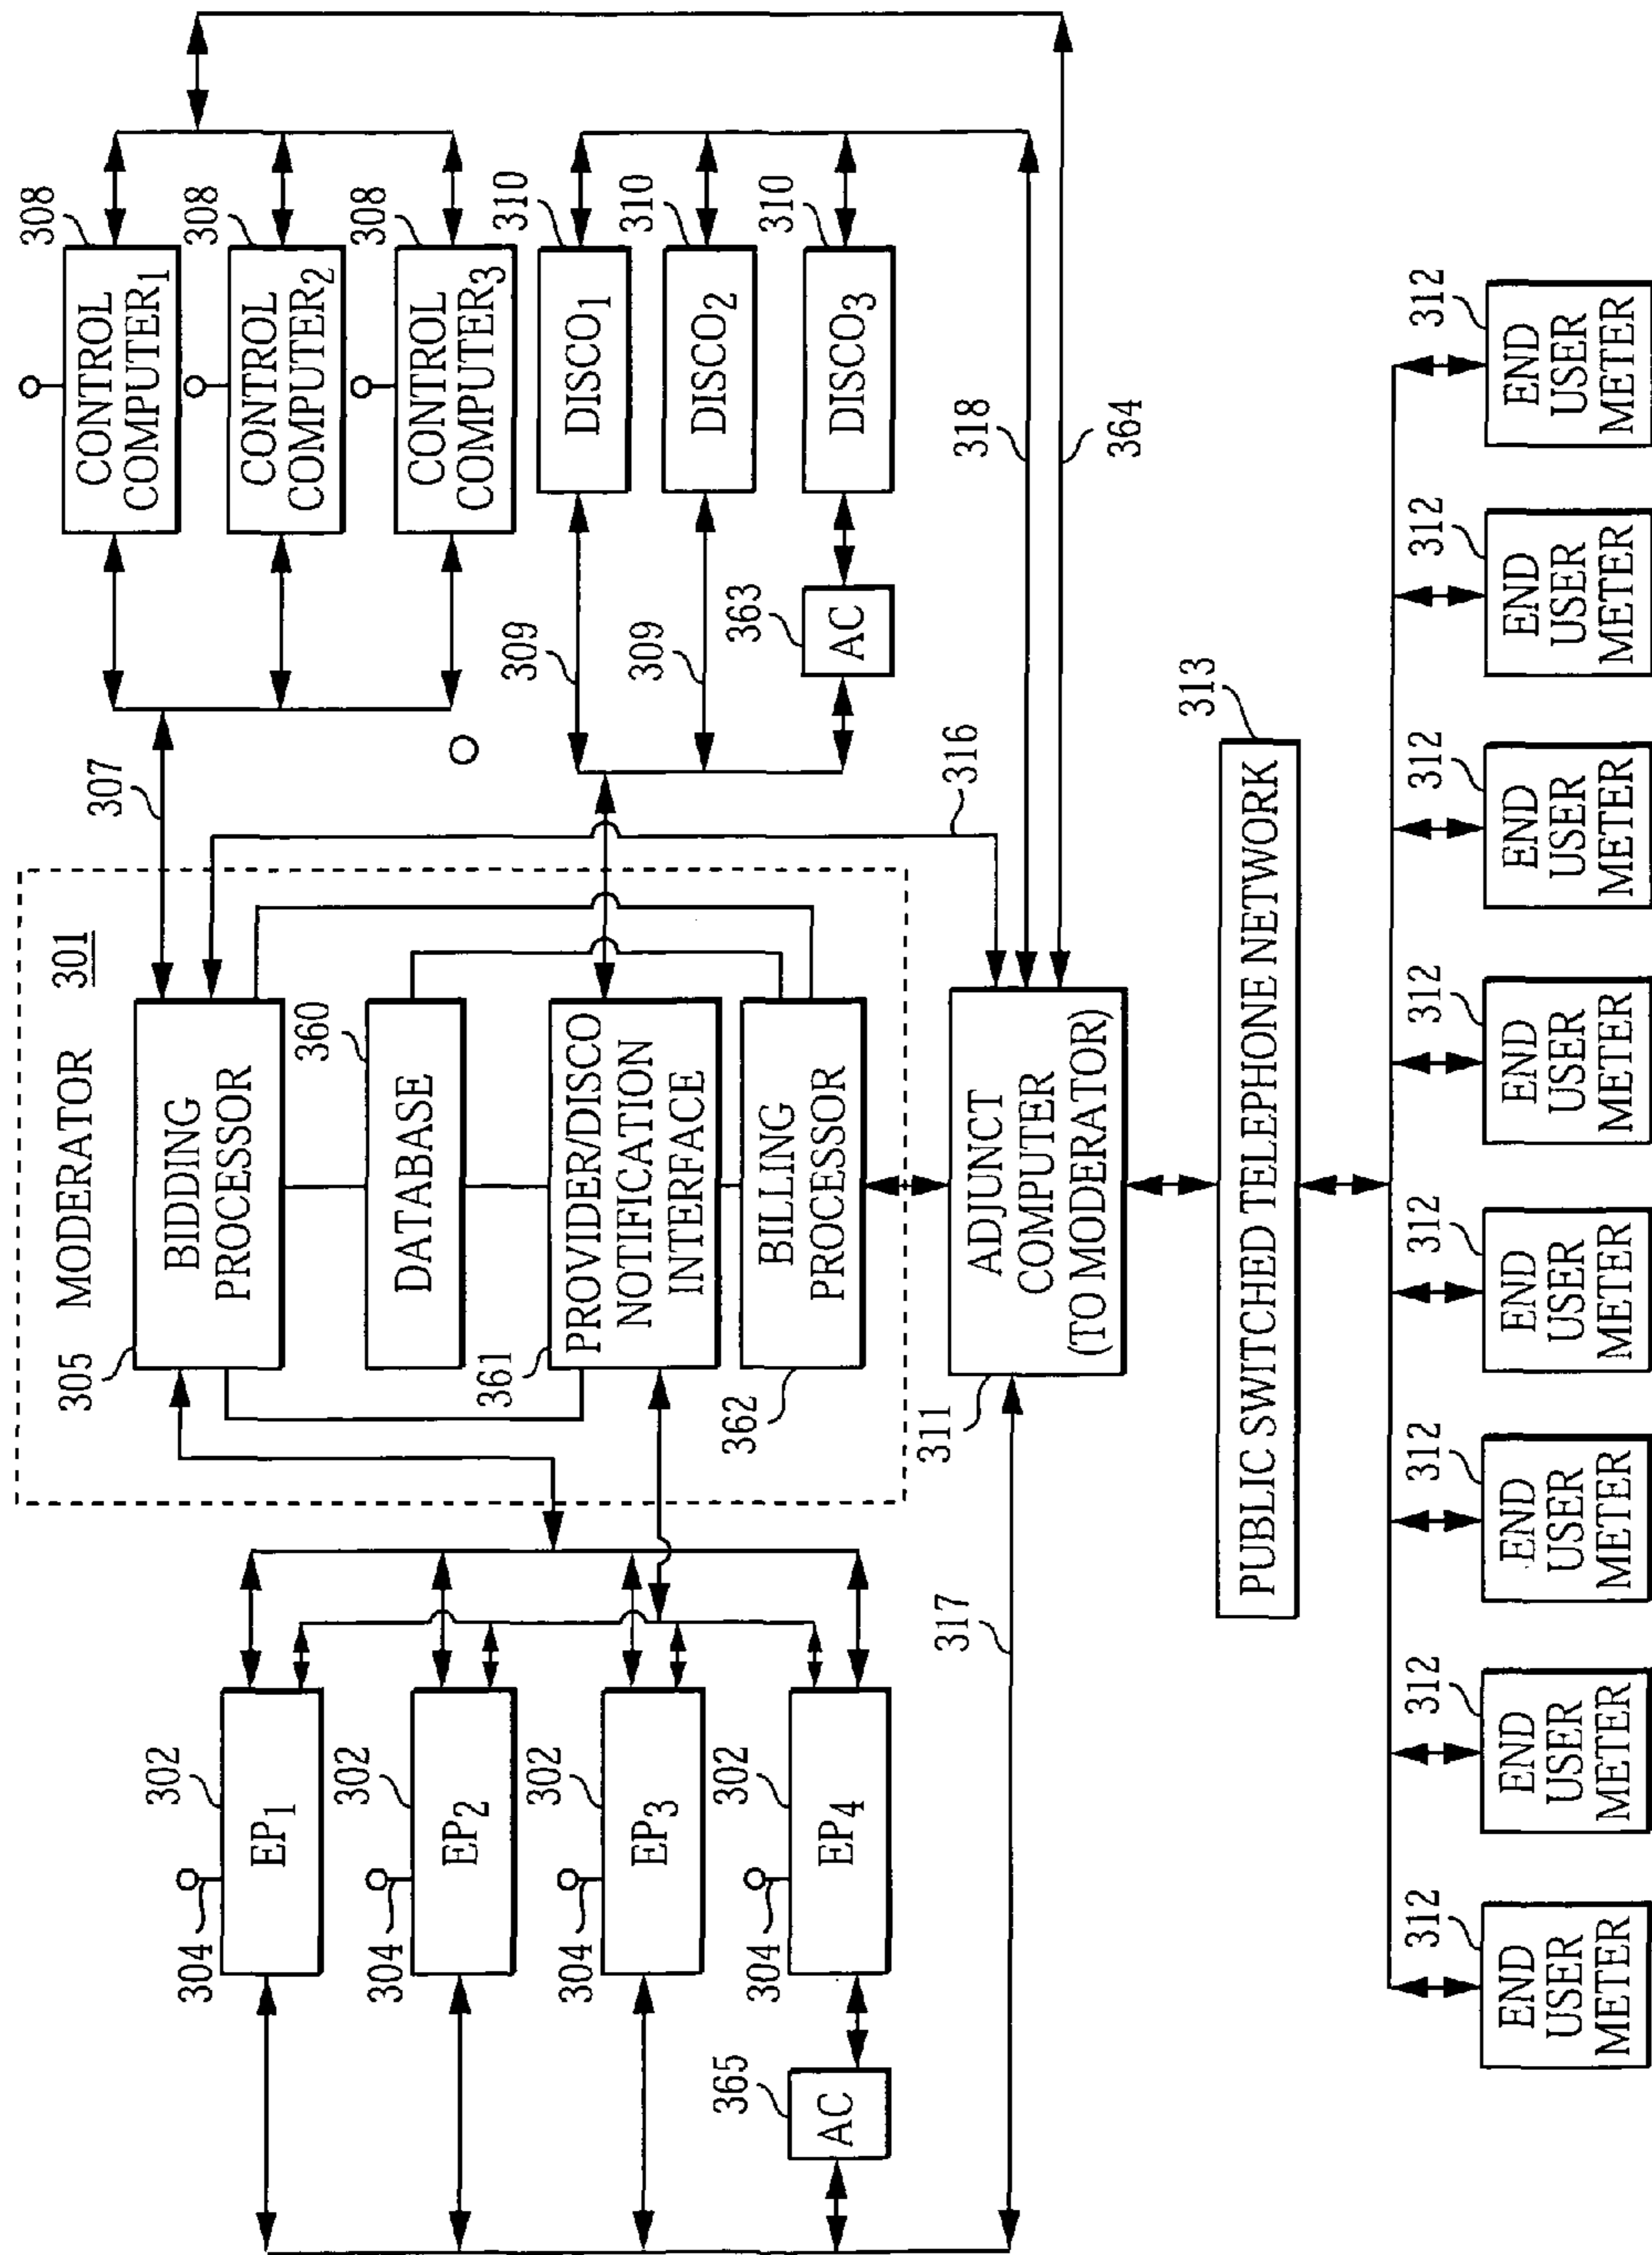 MODERATOR 301
305
BIDDING
PROCESSOR
360
DATABASE
361
PROVIDER/DISCO
NOTIFICATION
INTERFACE
362
BILLING
PROCESSOR
302
EP1
304
302
EP2
304
302
EP3
304
302
EP4
304
365
AC
307
308
CONTROL
COMPUTER1
308
CONTROL
COMPUTER2
308
CONTROL
COMPUTER3
309
310
DISCO1
309
310
DISCO2
363
AC
310
DISCO3
316
318
364
317
311
ADJUNCT
COMPUTER
(TO MODERATOR)
313
PUBLIC SWITCHED TELEPHONE NETWORK
312
END
USER
METER
312
END
USER
METER
312
END
USER
METER
312
END
USER
METER
312
END
USER
METER
312
END
USER
METER
312
END
USER
METER
312
END
USER
METER